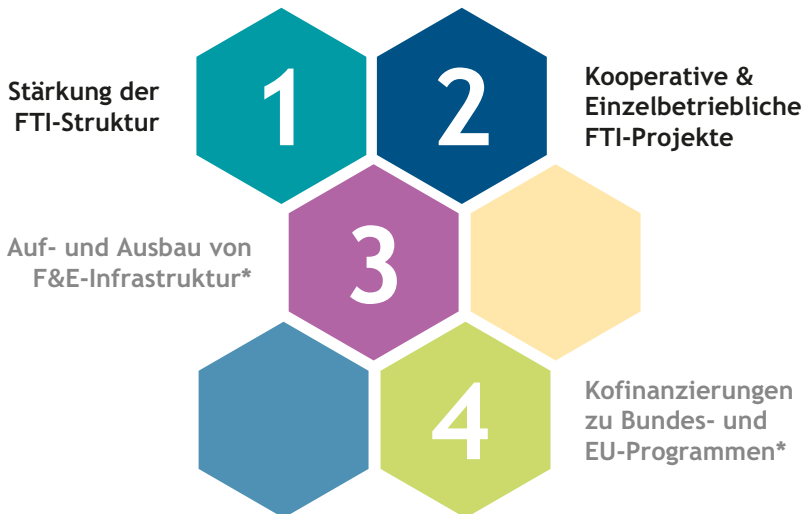 Stärkung der
FTI-Struktur
1
2
Kooperative &
Einzelbetriebliche
FTI-Projekte
Auf- und Ausbau von
F&E-Infrastruktur*
3
4
Kofinanzierungen
zu Bundes- und
EU-Programmen*